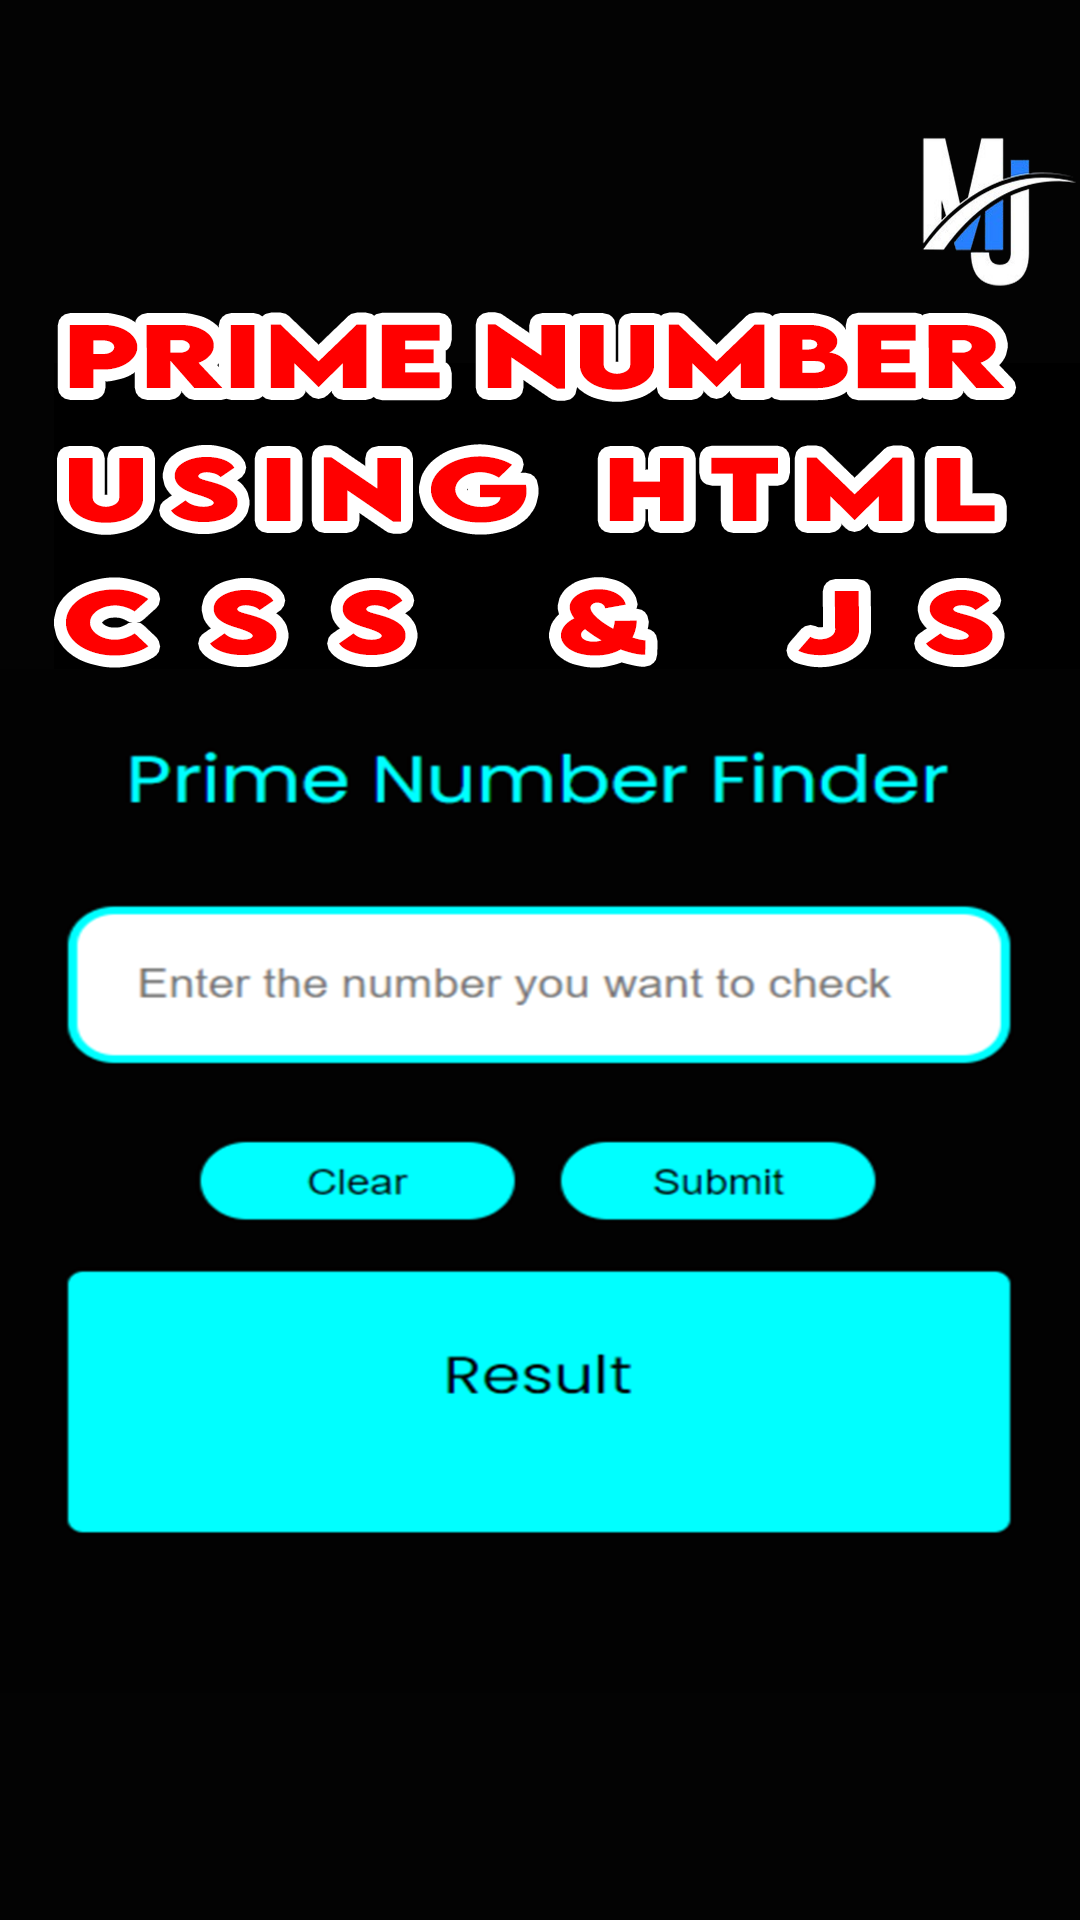 MJ
PRIME NUMBER
USING HTML
CSS & JS
Prime Number Finder
Enter the number you want to check
Clear Submit
Result